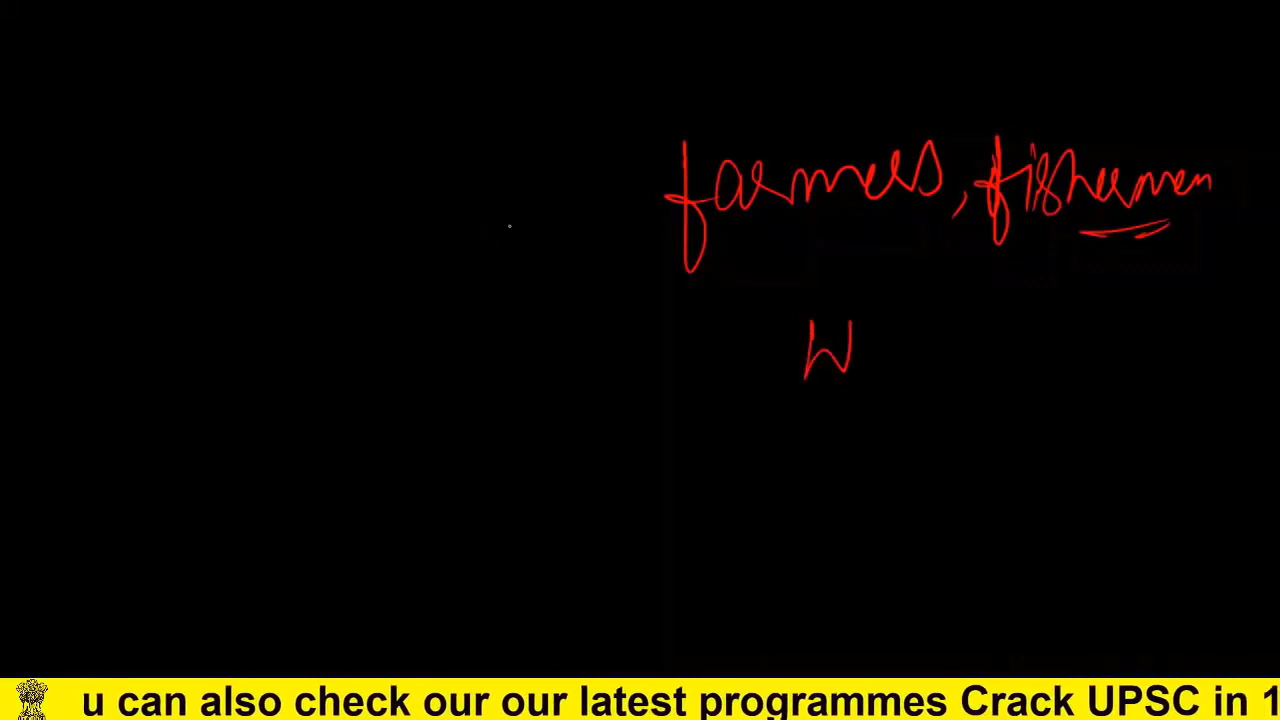 farmers, fishermen
W
u can also check our our latest programmes Crack UPSC in 1